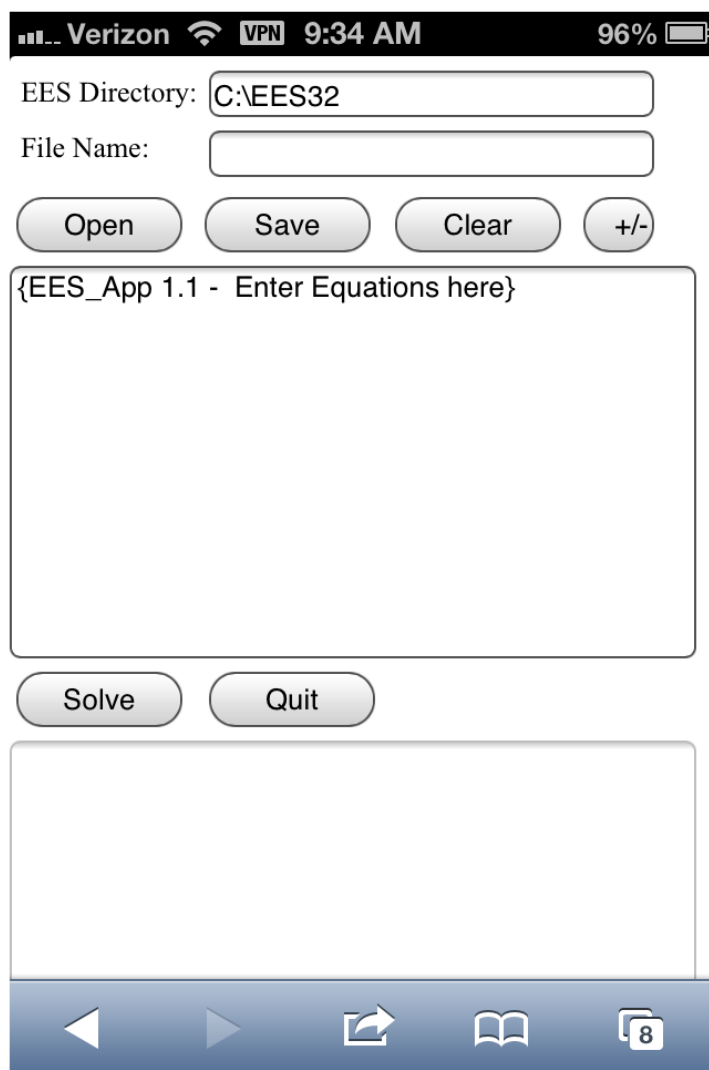 Verizon VPN 9:34 AM 96%
EES Directory: C:\EES32
File Name:
Open Save Clear +/-
{EES_App 1.1 - Enter Equations here}
Solve Quit
8